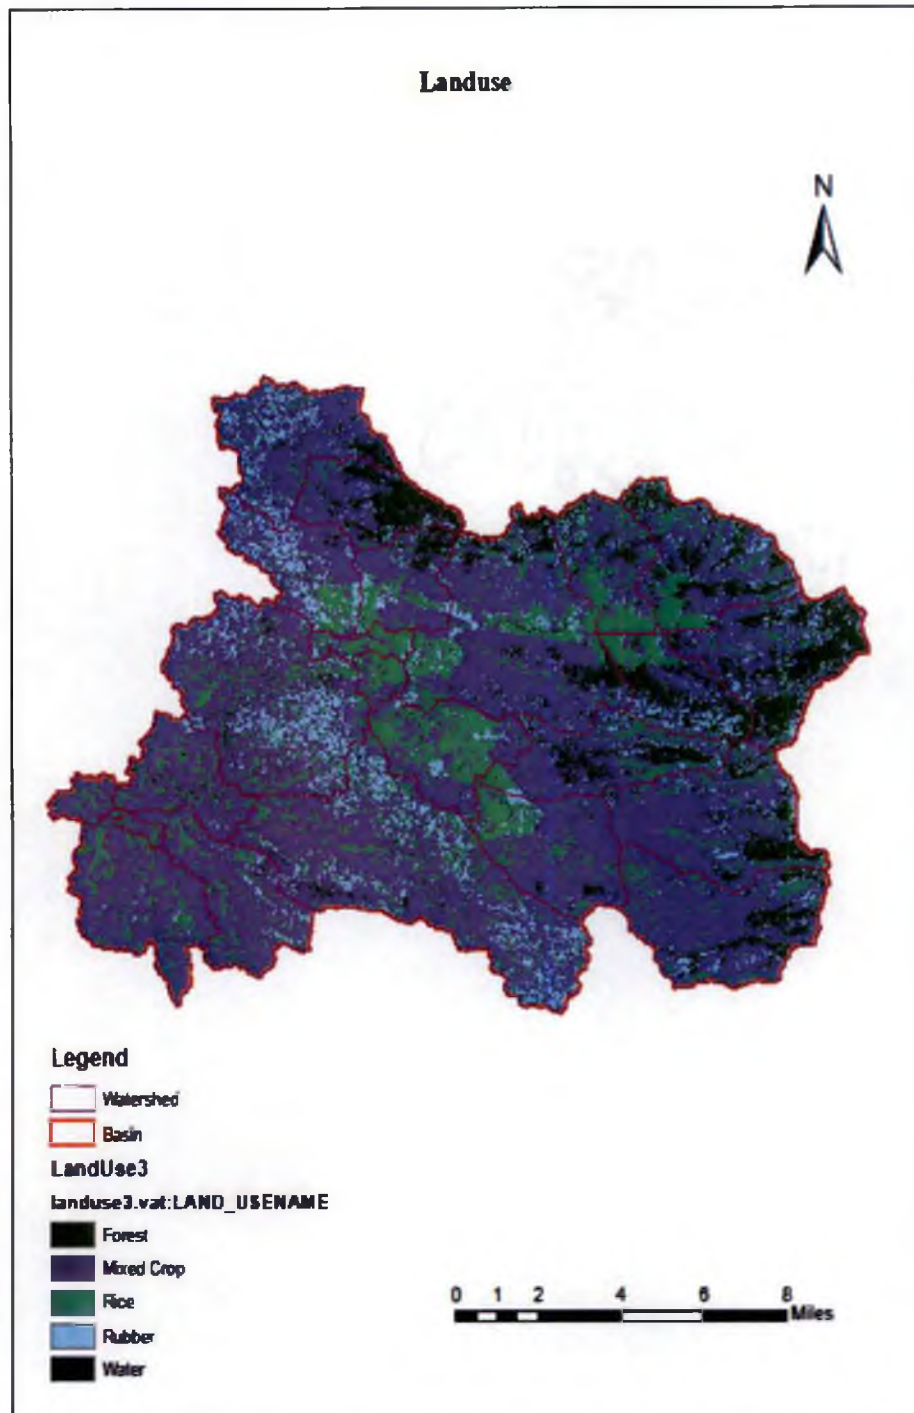 Landuse
N
Legend
Watershed
Basin
LandUse3
landuse3.vat:LAND_USENAME
Forest
Mixed Crop
Rice
Rubber
Water
0 1 2 4 6 8
Miles